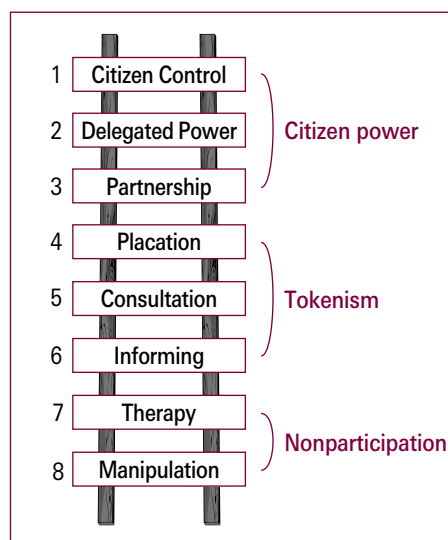 1 Citizen Control
2 Delegated Power
Citizen power
3 Partnership
4 Placation
5 Consultation
Tokenism
6 Informing
7 Therapy
Nonparticipation
8 Manipulation